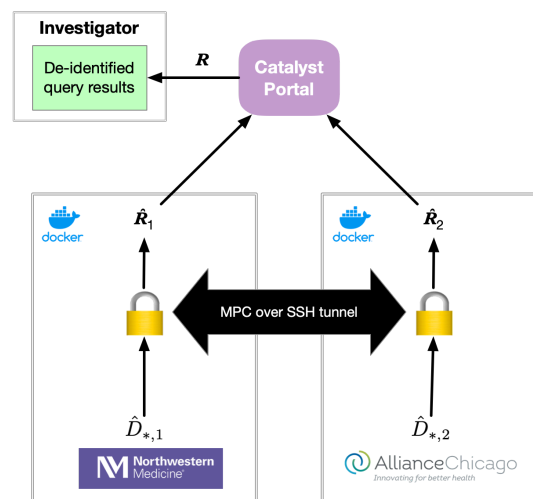 Investigator
De-identified
query results
R
Catalyst
Portal
docker
R̂₁
docker
R̂₂
MPC over SSH tunnel
D̂*,₁
D̂*,₂
NM Northwestern
Medicine®
AllianceChicago
Innovating for better health